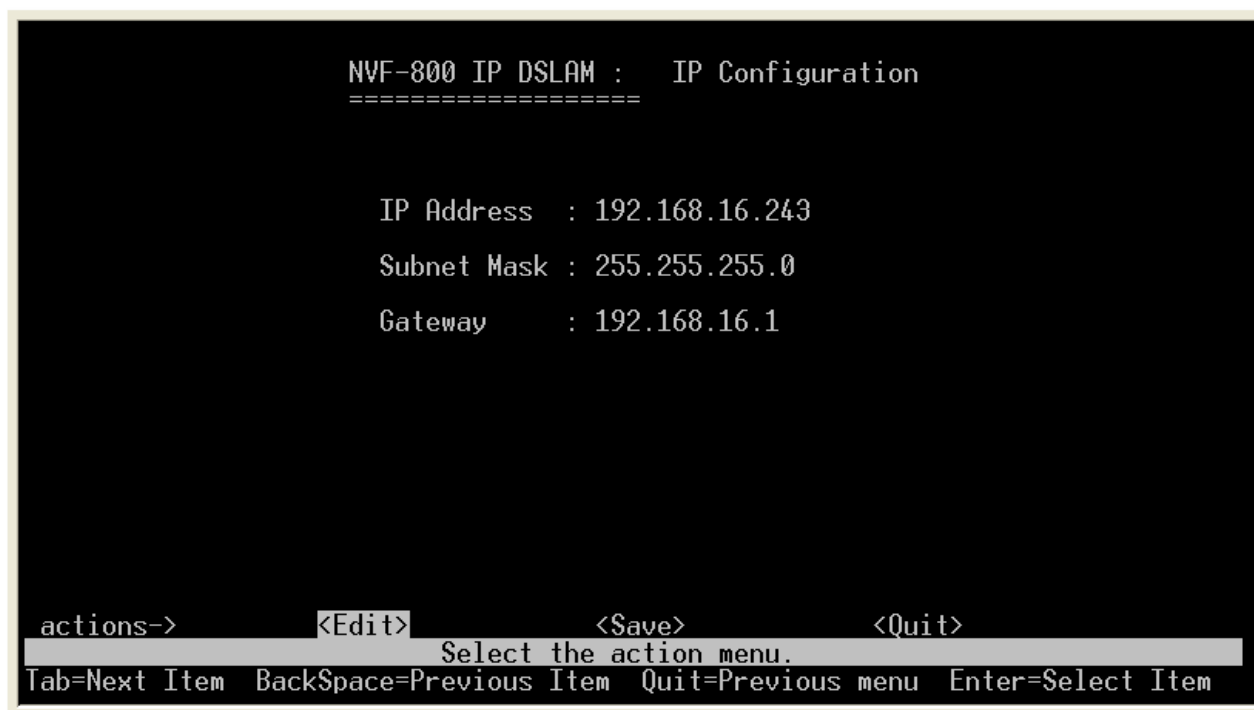 NVF-800 IP DSLAM :   IP Configuration
===================
IP Address  : 192.168.16.243
Subnet Mask : 255.255.255.0
Gateway     : 192.168.16.1
actions->         <Edit>            <Save>            <Quit>
Select the action menu.
Tab=Next Item  BackSpace=Previous Item  Quit=Previous menu  Enter=Select Item